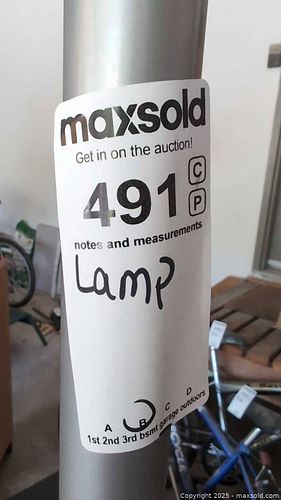 maxsold
Get in on the auction!
491 C
P
notes and measurements
Lamp
A B C D
1st 2nd 3rd bsmt garage outdoors
Copyright 2025 - maxsold.com